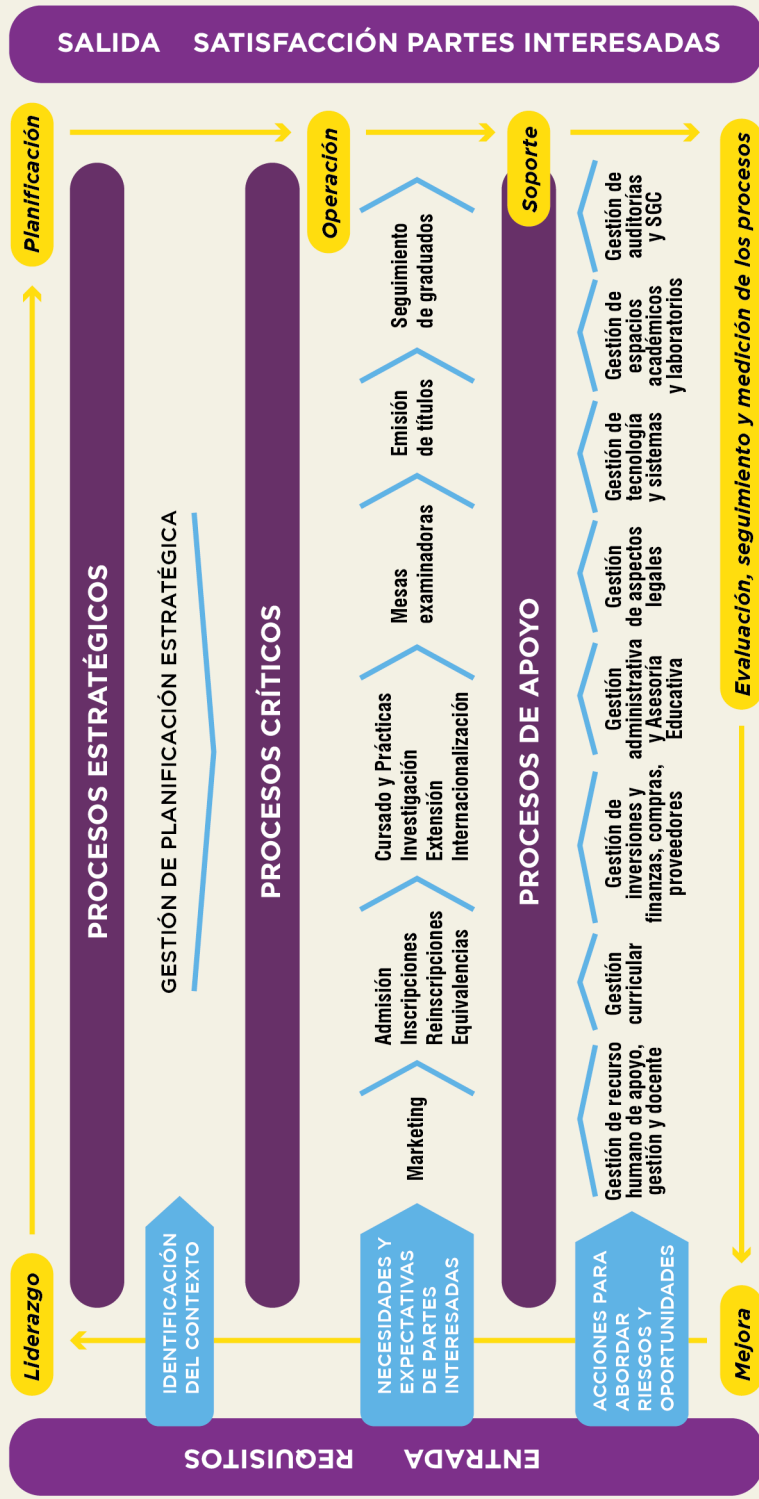 Liderazgo
Planificación
ENTRADA
REQUISITOS
PROCESOS ESTRATÉGICOS
IDENTIFICACIÓN
DEL CONTEXTO
GESTIÓN DE PLANIFICACIÓN ESTRATÉGICA
PROCESOS CRÍTICOS
Operación
NECESIDADES Y
EXPECTATIVAS
DE PARTES
INTERESADAS
Marketing
Admisión
Inscripciones
Reinscripciones
Equivalencias
Cursado y Prácticas
Investigación
Extensión
Internacionalización
Mesas
examinadoras
Emisión
de títulos
Seguimiento
de graduados
PROCESOS DE APOYO
Soporte
ACCIONES PARA
ABORDAR
RIESGOS Y
OPORTUNIDADES
Gestión de recurso
humano de apoyo,
gestión y docente
Gestión
curricular
Gestión de
inversiones y
finanzas, compras,
proveedores
Gestión
administrativa
y Asesoría
Educativa
Gestión
de aspectos
legales
Gestión de
tecnología
y sistemas
Gestión de
espacios
académicos
y laboratorios
Gestión de
auditorías
y SGC
Mejora
Evaluación, seguimiento y medición de los procesos
SALIDA SATISFACCIÓN PARTES INTERESADAS